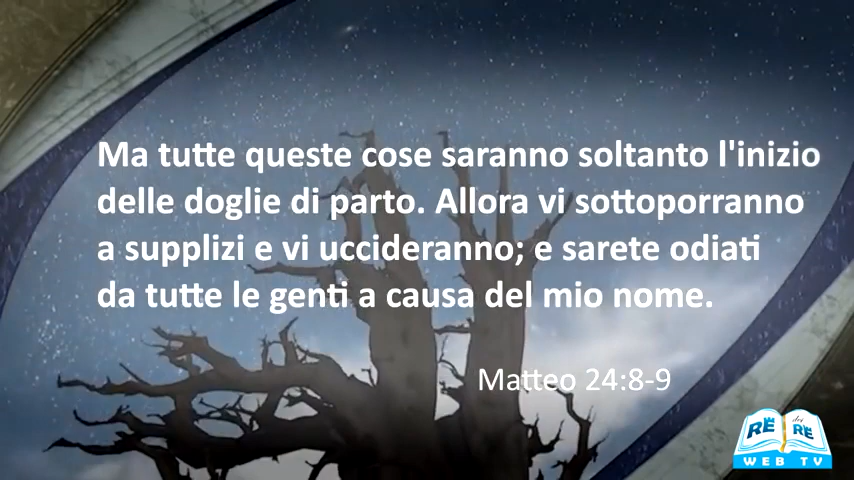 Ma tutte queste cose saranno soltanto l'inizio
delle doglie di parto. Allora vi sottoporranno
a supplizi e vi uccideranno; e sarete odiati
da tutte le genti a causa del mio nome.
Matteo 24:8-9
RE dei RE
WEB TV